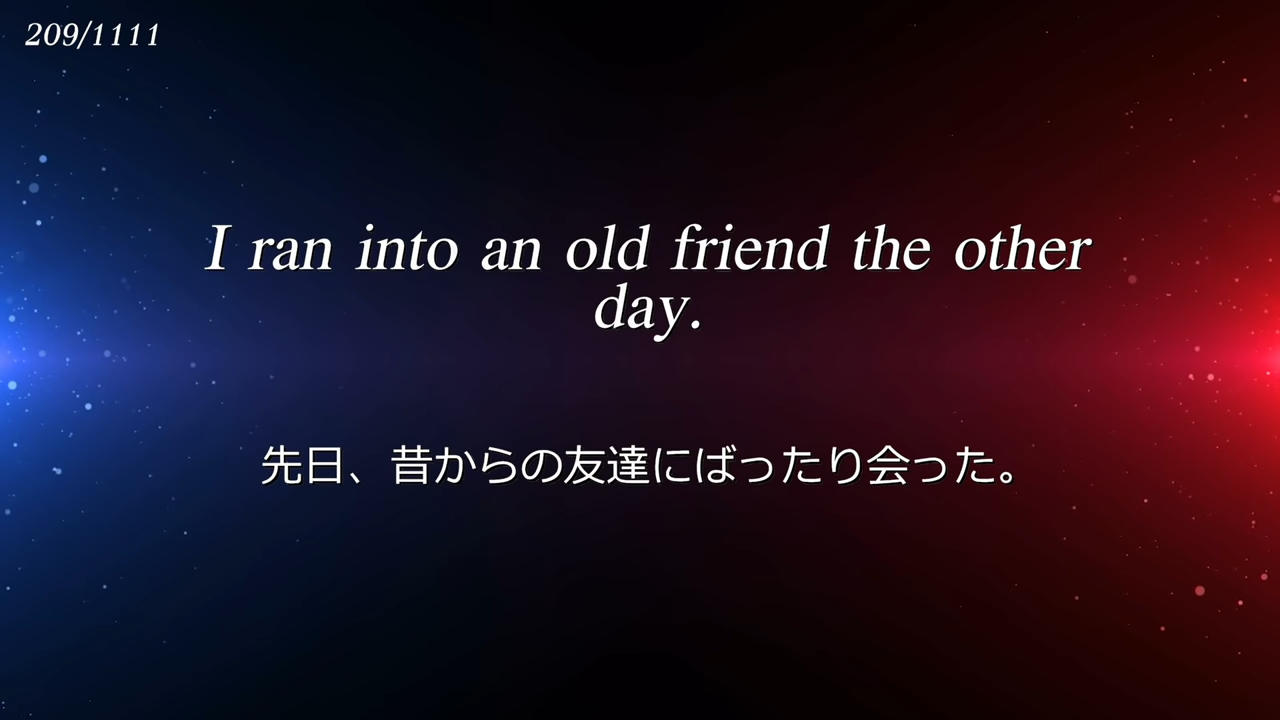 209/1111
I ran into an old friend the other
day.
先日、昔からの友達にばったり会った。